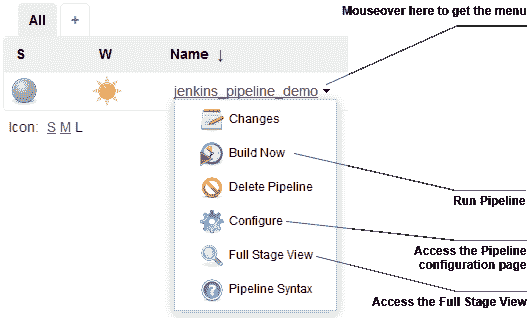 Mouseover here to get the menu
All +
S W Name ↓
jenkins_pipeline_demo
Icon: S M L
Changes
Build Now
Delete Pipeline
Run Pipeline
Configure
Access the Pipeline
configuration page
Full Stage View
Pipeline Syntax
Access the Full Stage View